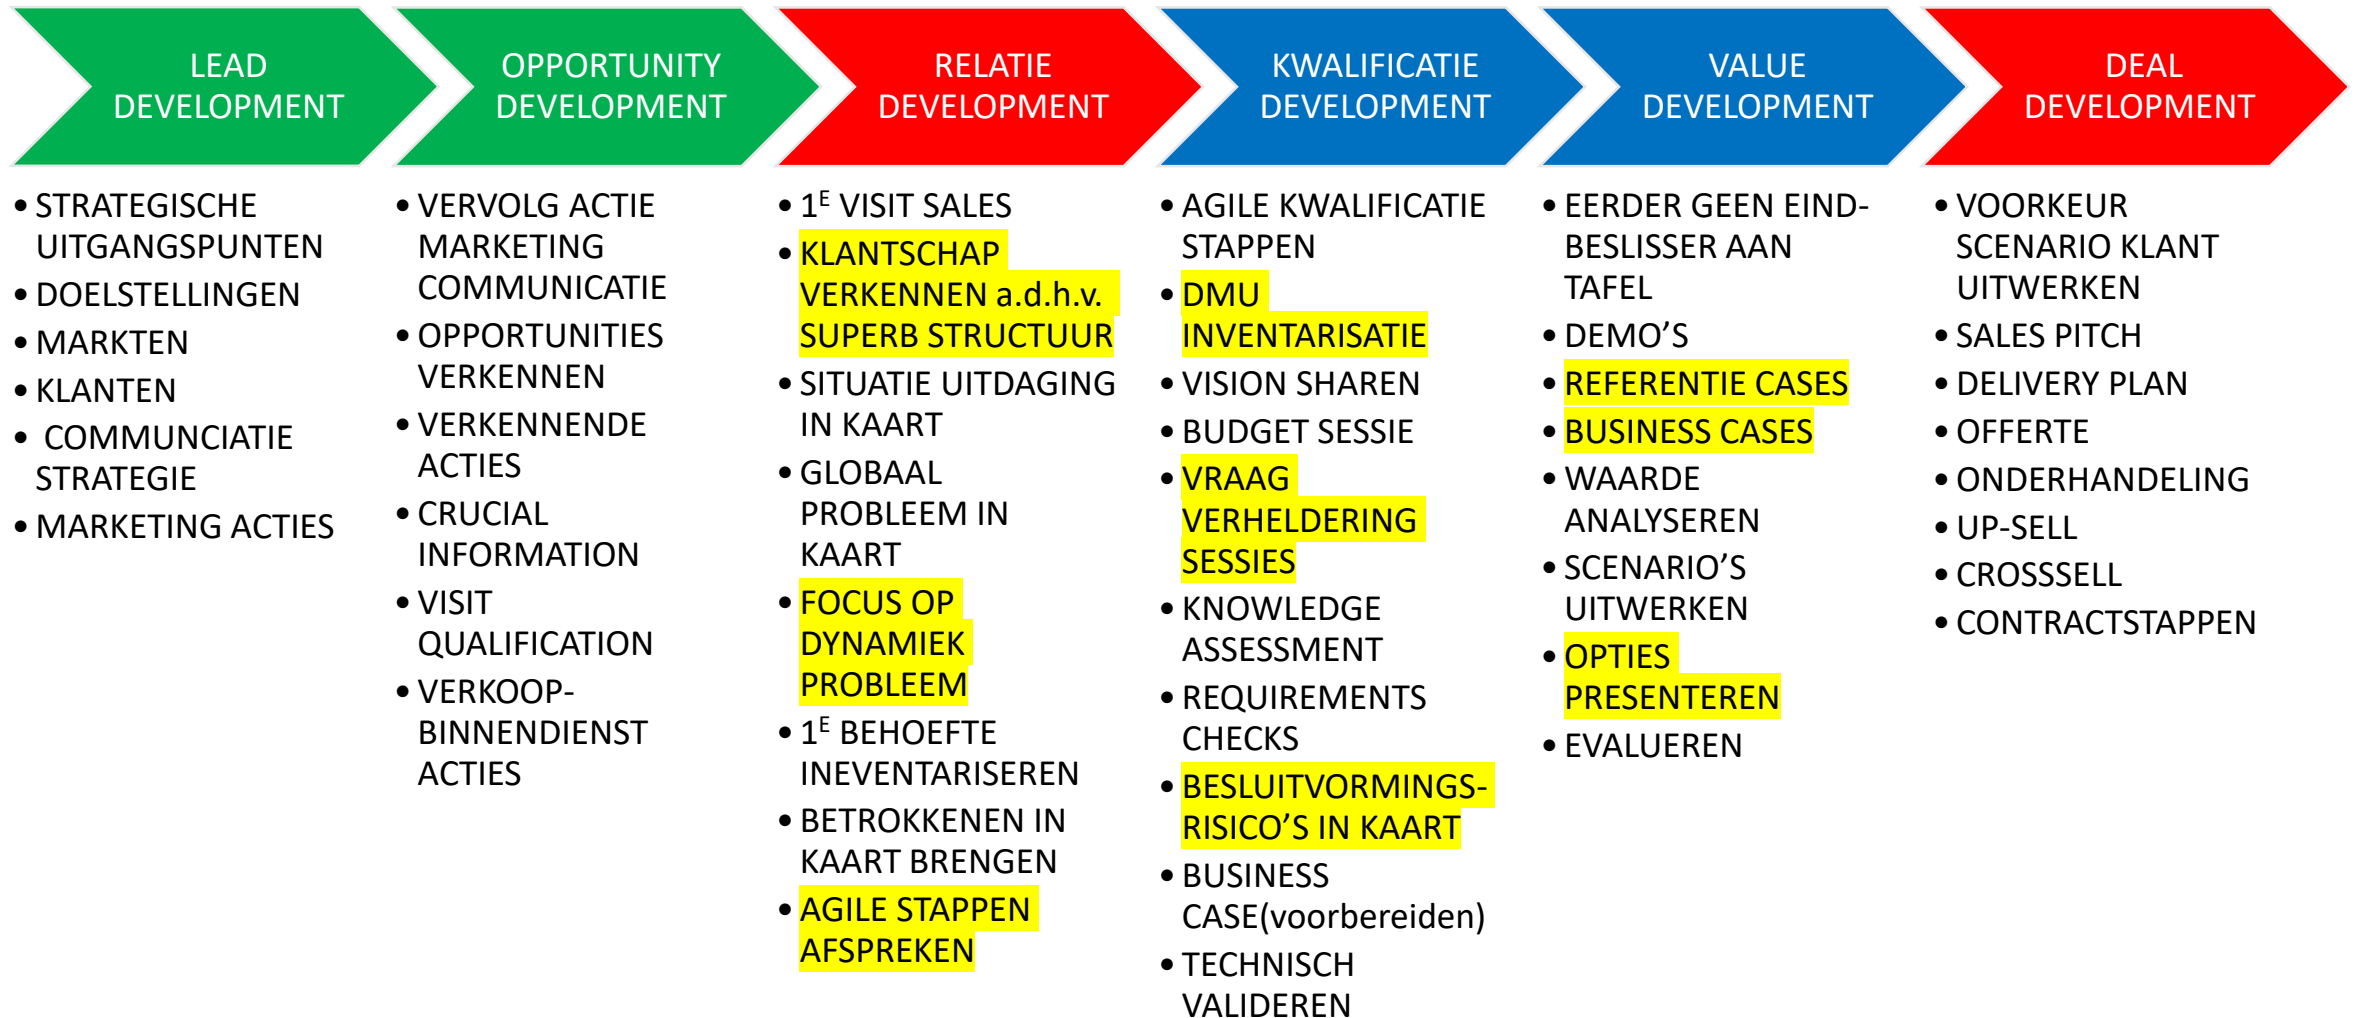 LEAD
DEVELOPMENT
• STRATEGISCHE
UITGANGSPUNTEN
• DOELSTELLINGEN
• MARKTEN
• KLANTEN
• COMMUNCIATIE
STRATEGIE
• MARKETING ACTIES
OPPORTUNITY
DEVELOPMENT
• VERVOLG ACTIE
MARKETING
COMMUNICATIE
• OPPORTUNITIES
VERKENNEN
• VERKENNENDE
ACTIES
• CRUCIAL
INFORMATION
• VISIT
QUALIFICATION
• VERKOOP-
BINNENDIENST
ACTIES
RELATIE
DEVELOPMENT
• 1E VISIT SALES
• KLANTSCHAP
VERKENNEN a.d.h.v.
SUPERB STRUCTUUR
• SITUATIE UITDAGING
IN KAART
• GLOBAAL
PROBLEEM IN
KAART
• FOCUS OP
DYNAMIEK
PROBLEEM
• 1E BEHOEFTE
INEVENTARISEREN
• BETROKKENEN IN
KAART BRENGEN
• AGILE STAPPEN
AFSPREKEN
KWALIFICATIE
DEVELOPMENT
• AGILE KWALIFICATIE
STAPPEN
• DMU
INVENTARISATIE
• VISION SHAREN
• BUDGET SESSIE
• VRAAG
VERHELDERING
SESSIES
• KNOWLEDGE
ASSESSMENT
• REQUIREMENTS
CHECKS
• BESLUITVORMINGS-
RISICO’S IN KAART
• BUSINESS
CASE(voorbereiden)
• TECHNISCH
VALIDEREN
VALUE
DEVELOPMENT
• EERDER GEEN EIND-
BESLISSER AAN
TAFEL
• DEMO’S
• REFERENTIE CASES
• BUSINESS CASES
• WAARDE
ANALYSEREN
• SCENARIO’S
UITWERKEN
• OPTIES
PRESENTEREN
• EVALUEREN
DEAL
DEVELOPMENT
• VOORKEUR
SCENARIO KLANT
UITWERKEN
• SALES PITCH
• DELIVERY PLAN
• OFFERTE
• ONDERHANDELING
• UP-SELL
• CROSSSELL
• CONTRACTSTAPPEN